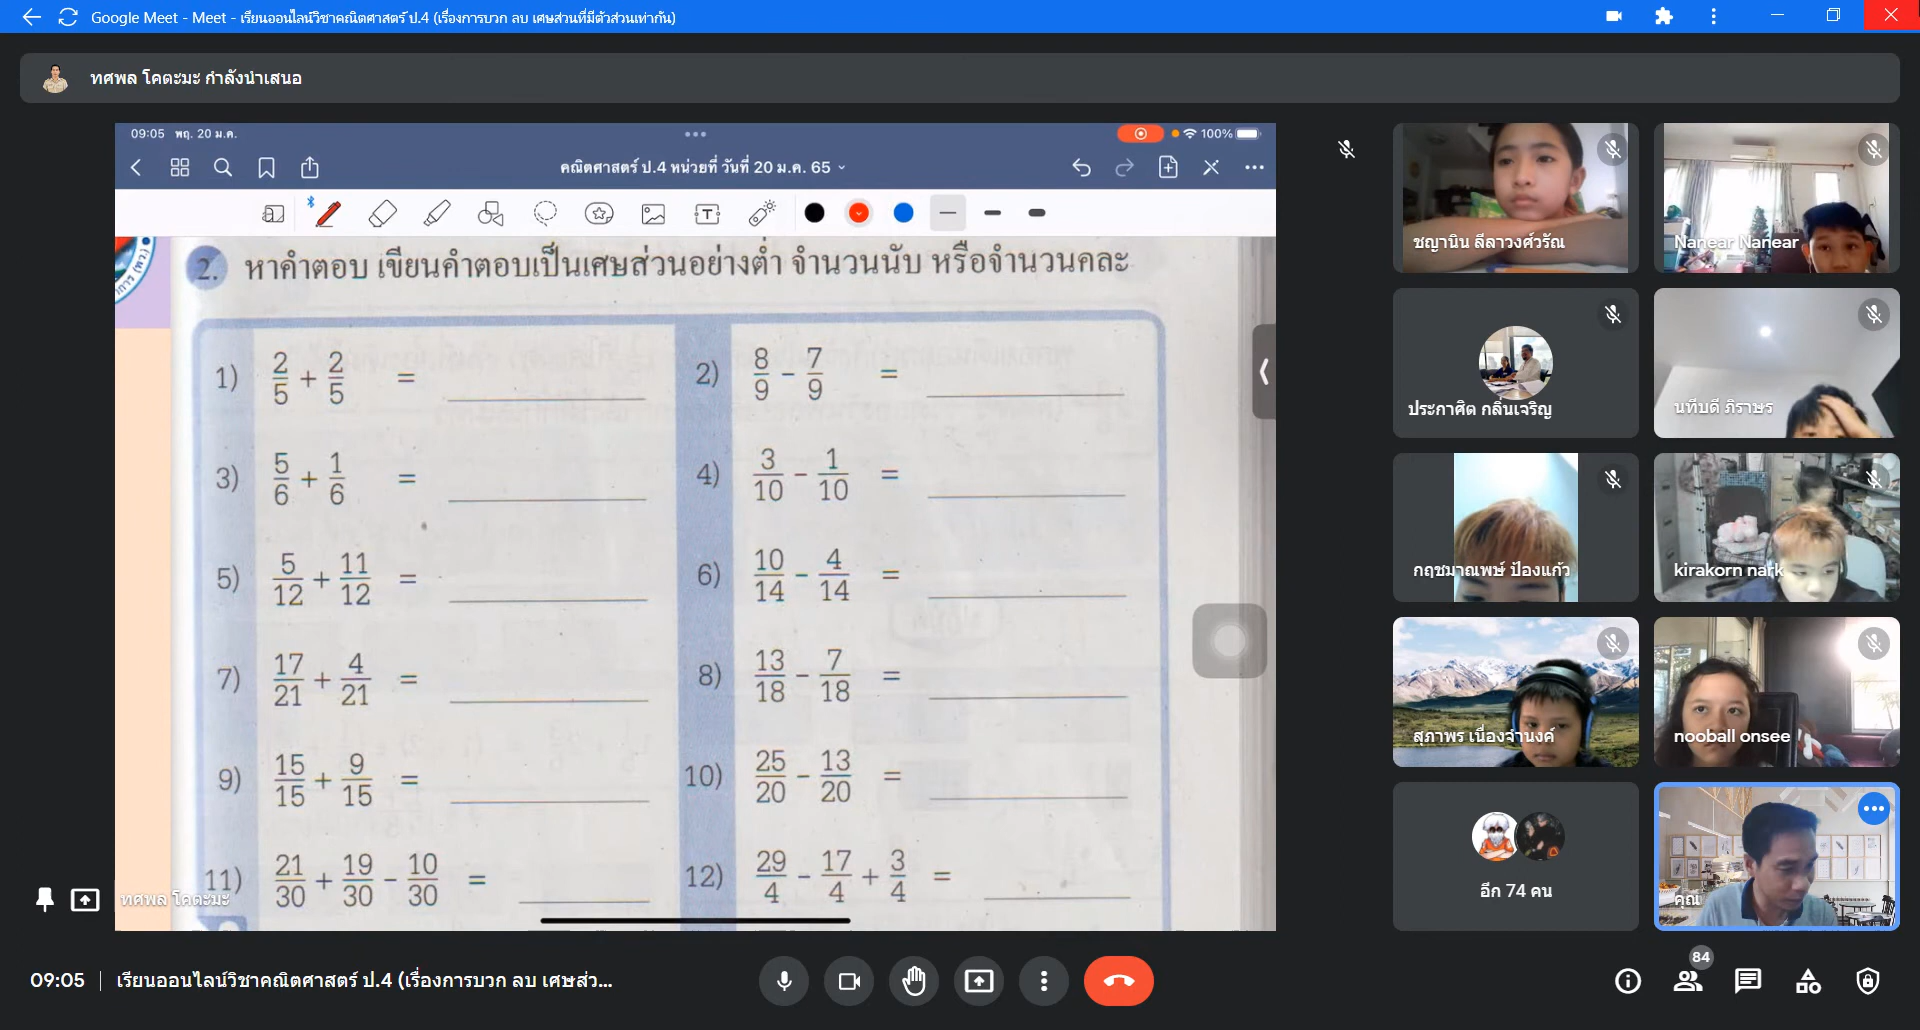 Google Meet - Meet - เรียนออนไลน์วิชาคณิตศาสตร์ ป.4 (เรื่องการบวก ลบ เศษส่วนที่มีตัวส่วนเท่ากัน)
ทศพล โคตะมะ กำลังนำเสนอ
09:05 พฤ. 20 ม.ค.
100%
คณิตศาสตร์ ป.4 หน่วยที่ วันที่ 20 ม.ค. 65
2. หาคำตอบ เขียนคำตอบเป็นเศษส่วนอย่างต่ำ จำนวนนับ หรือจำนวนคละ
1) 2/5 + 2/5 =
2) 8/9 - 7/9 =
3) 5/6 + 1/6 =
4) 3/10 - 1/10 =
5) 5/12 + 11/12 =
6) 10/14 - 4/14 =
7) 17/21 + 4/21 =
8) 13/18 - 7/18 =
9) 15/15 + 9/15 =
10) 25/20 - 13/20 =
11) 21/30 + 19/30 - 10/30 =
12) 29/4 - 17/4 + 3/4 =
ทศพล โคตะมะ
ชญานิน ลีลาวงศ์วรัณ
Nanear Nanear
ประกาศิต กลิ่นเจริญ
นทีบดี ภิราษร
กฤชมาณพษ์ ป้องแก้ว
kirakorn nark
สุภาพร เนื่องจำนงค์
nooball onsee
อีก 74 คน
คุณ
09:05 | เรียนออนไลน์วิชาคณิตศาสตร์ ป.4 (เรื่องการบวก ลบ เศษส่ว...
84